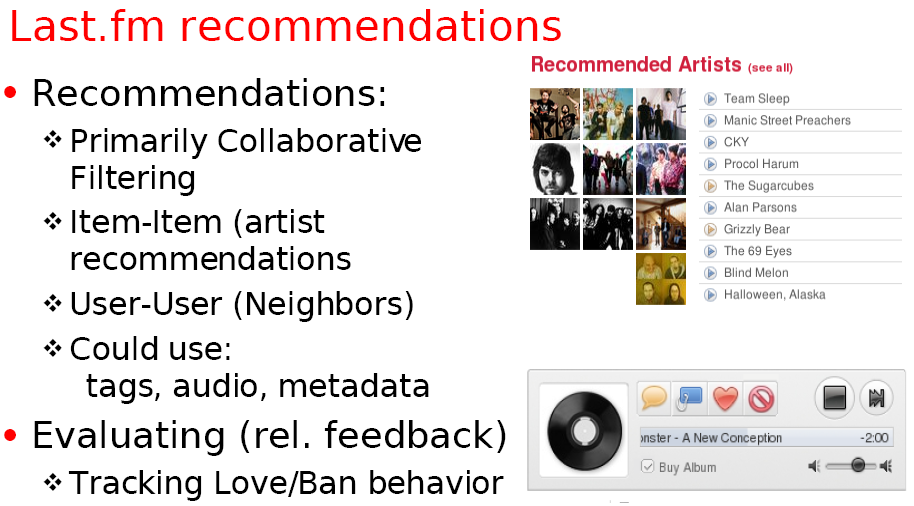 Last.fm recommendations
• Recommendations:
❖ Primarily Collaborative
Filtering
❖ Item-Item (artist
recommendations
❖ User-User (Neighbors)
❖ Could use:
tags, audio, metadata
• Evaluating (rel. feedback)
❖ Tracking Love/Ban behavior
Recommended Artists (see all)
Team Sleep
Manic Street Preachers
CKY
Procol Harum
The Sugarcubes
Alan Parsons
Grizzly Bear
The 69 Eyes
Blind Melon
Halloween, Alaska
onster - A New Conception -2:00
Buy Album